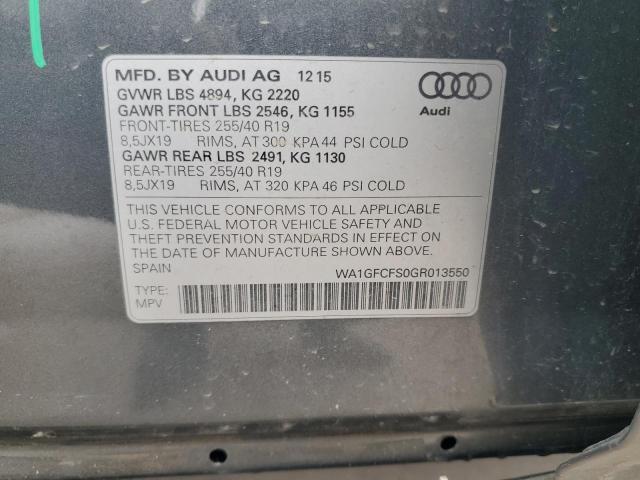 MFD. BY AUDI AG 12 15
GVWR LBS 4894, KG 2220
GAWR FRONT LBS 2546, KG 1155
FRONT-TIRES 255/40 R19
8,5JX19 RIMS, AT 300 KPA 44 PSI COLD
GAWR REAR LBS 2491, KG 1130
REAR-TIRES 255/40 R19
8,5JX19 RIMS, AT 320 KPA 46 PSI COLD
Audi
THIS VEHICLE CONFORMS TO ALL APPLICABLE
U.S. FEDERAL MOTOR VEHICLE SAFETY AND
THEFT PREVENTION STANDARDS IN EFFECT ON
THE DATE OF MANUFACTURE SHOWN ABOVE.
SPAIN WA1GFCFS0GR013550
TYPE:
MPV